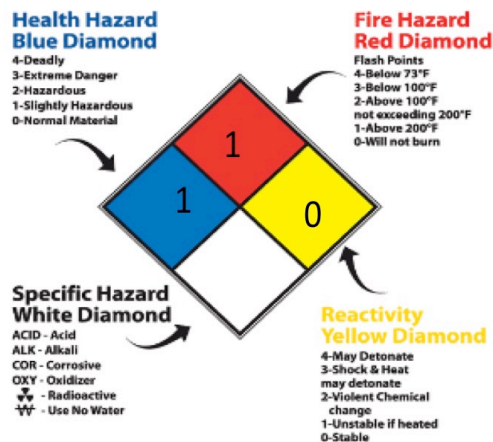 Health Hazard
Blue Diamond
4-Deadly
3-Extreme Danger
2-Hazardous
1-Slightly Hazardous
0-Normal Material
Fire Hazard
Red Diamond
Flash Points
4-Below 73°F
3-Below 100°F
2-Above 100°F
not exceeding 200°F
1-Above 200°F
0-Will not burn
1
1
0
Specific Hazard
White Diamond
ACID - Acid
ALK - Alkali
COR - Corrosive
OXY - Oxidizer
☢ - Radioactive
W - Use No Water
Reactivity
Yellow Diamond
4-May Detonate
3-Shock & Heat
may detonate
2-Violent Chemical
change
1-Unstable if heated
0-Stable